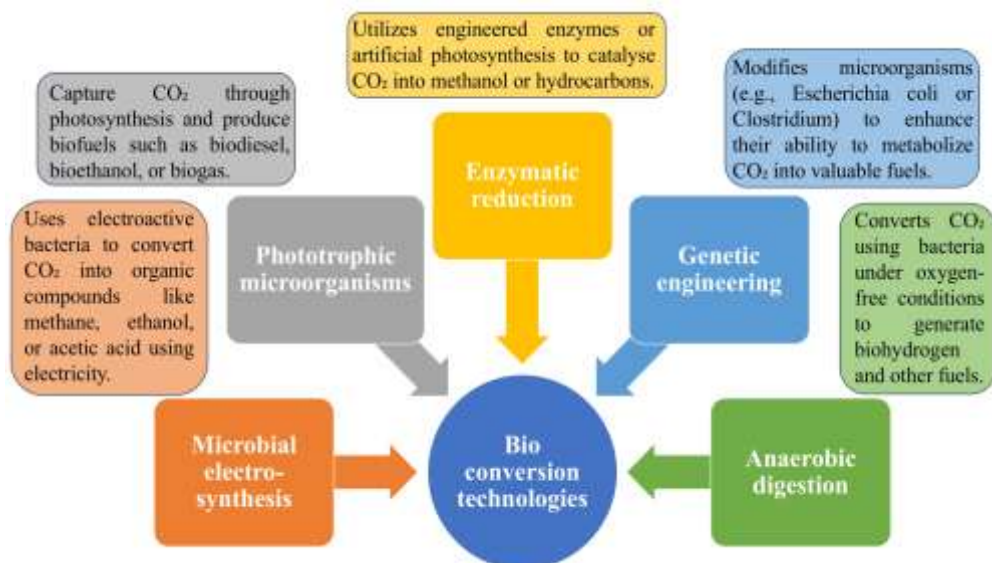 Utilizes engineered enzymes or
artificial photosynthesis to catalyse
CO₂ into methanol or hydrocarbons.
Capture CO₂ through
photosynthesis and produce
biofuels such as biodiesel,
bioethanol, or biogas.
Modifies microorganisms
(e.g., Escherichia coli or
Clostridium) to enhance
their ability to metabolize
CO₂ into valuable fuels.
Enzymatic
reduction
Uses electroactive
bacteria to convert
CO₂ into organic
compounds like
methane, ethanol,
or acetic acid using
electricity.
Phototrophic
microorganisms
Genetic
engineering
Converts CO₂
using bacteria
under oxygen-
free conditions
to generate
biohydrogen
and other fuels.
Microbial
electro-
synthesis
Bio
conversion
technologies
Anaerobic
digestion